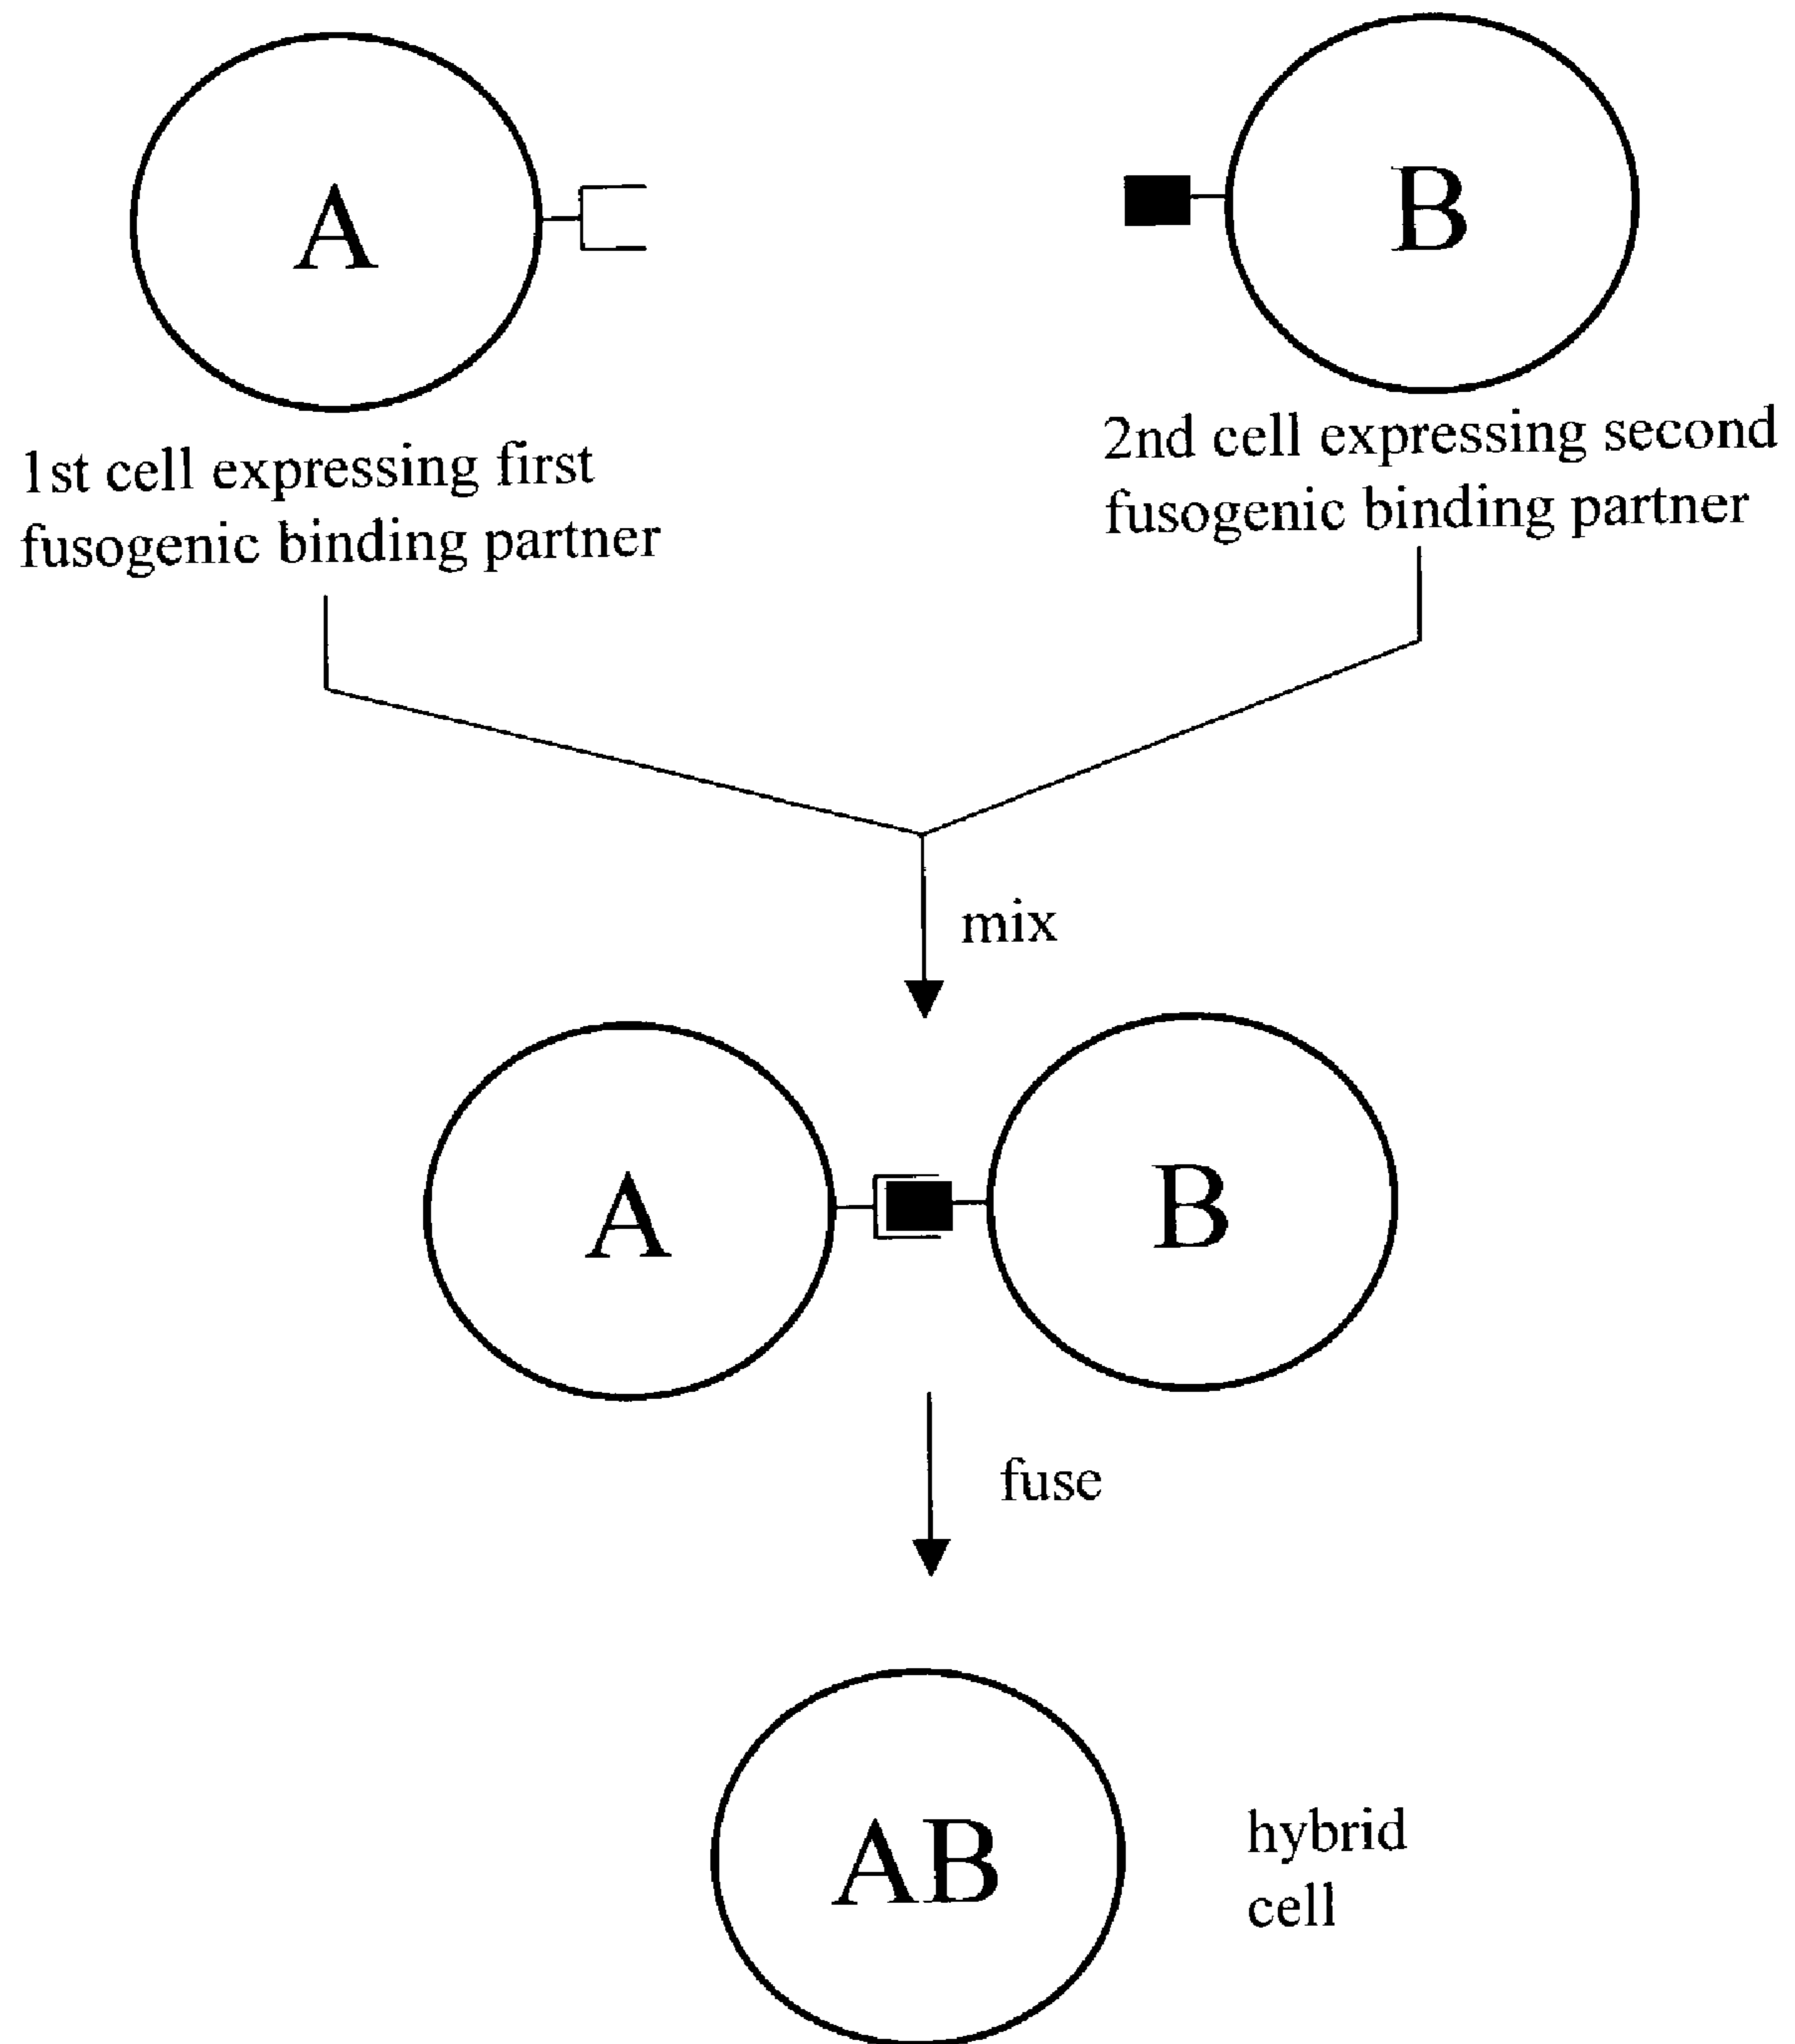 A
B
1st cell expressing first
fusogenic binding partner
2nd cell expressing second
fusogenic binding partner
mix
A
B
fuse
AB
hybrid
cell